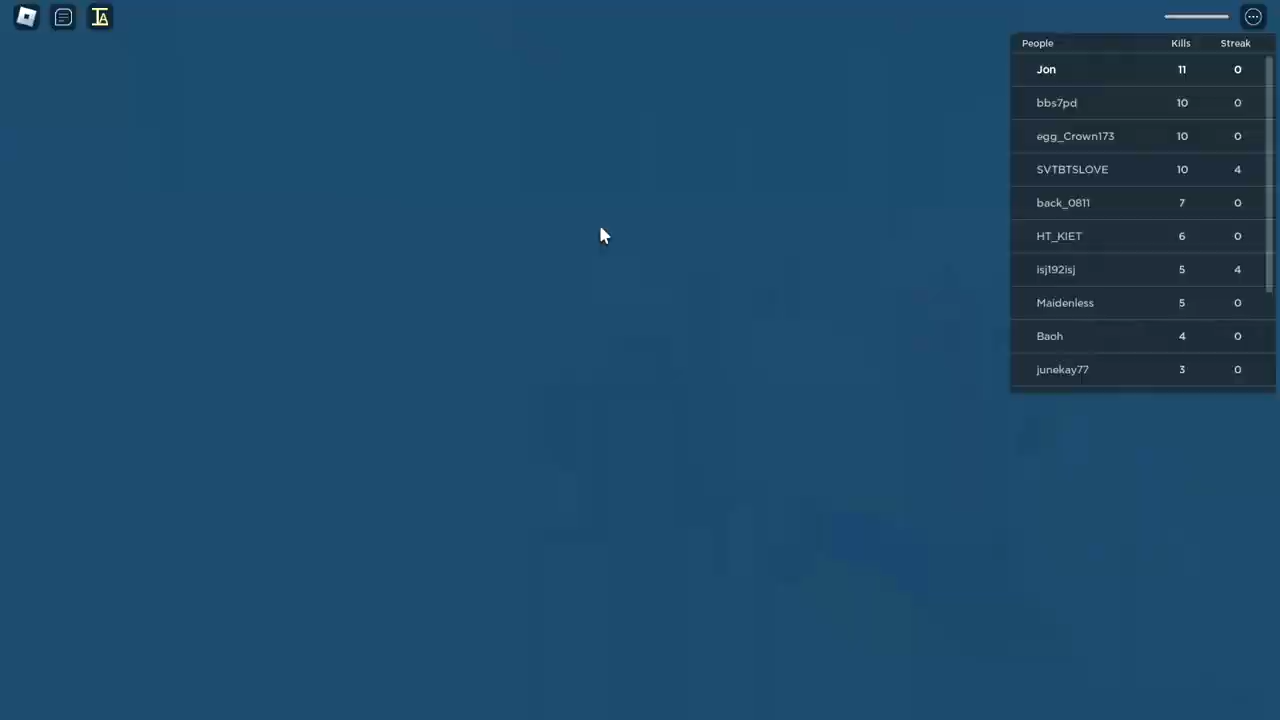 TA
People Kills Streak
Jon 11 0
bbs7pd 10 0
egg_Crown173 10 0
SVTBTSLOVE 10 4
back_0811 7 0
HT_KIET 6 0
isj192isj 5 4
Maidenless 5 0
Baoh 4 0
junekay77 3 0